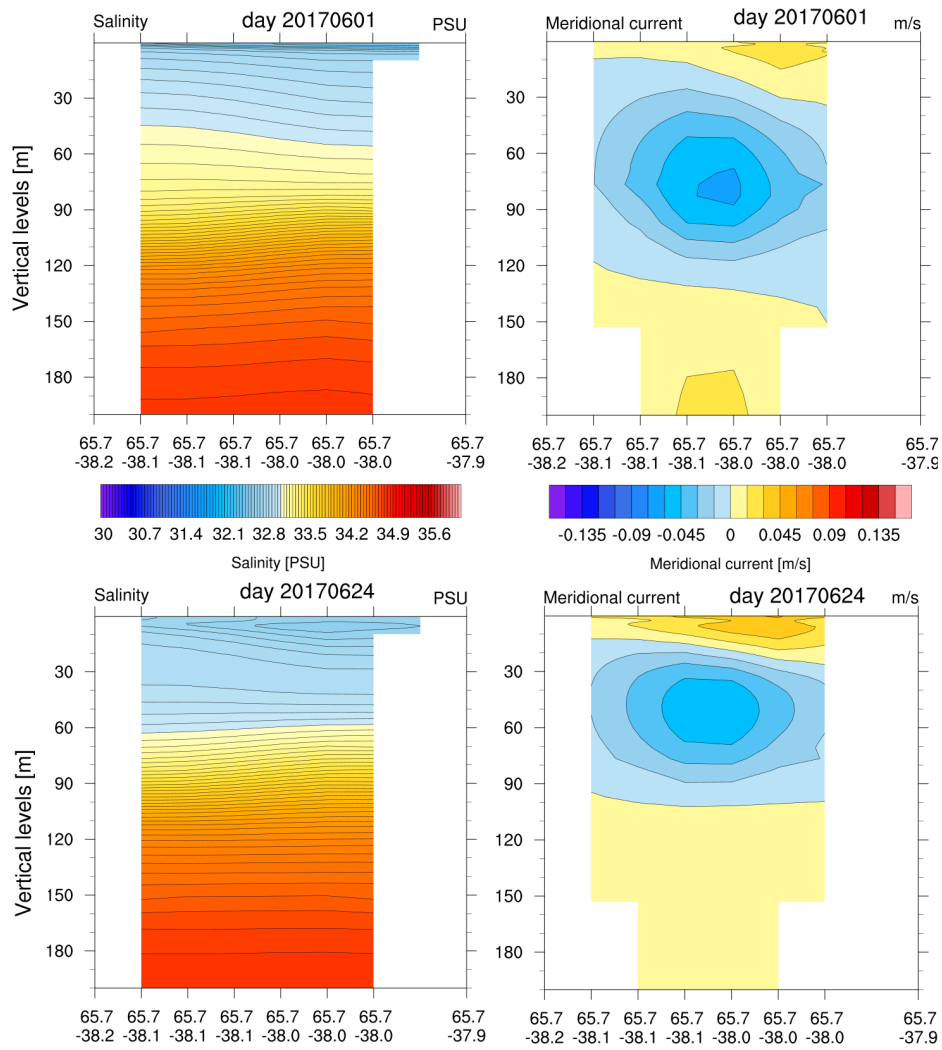 Salinity day 20170601 PSU
Vertical levels [m]
30
60
90
120
150
180
65.7 65.7 65.7 65.7 65.7 65.7 65.7 65.7
-38.2 -38.1 -38.1 -38.1 -38.0 -38.0 -38.0 -37.9
30 30.7 31.4 32.1 32.8 33.5 34.2 34.9 35.6
Salinity [PSU]
Meridional current day 20170601 m/s
30
60
90
120
150
180
65.7 65.7 65.7 65.7 65.7 65.7 65.7 65.7
-38.2 -38.1 -38.1 -38.1 -38.0 -38.0 -38.0 -37.9
-0.135 -0.09 -0.045 0 0.045 0.09 0.135
Meridional current [m/s]
Salinity day 20170624 PSU
Vertical levels [m]
30
60
90
120
150
180
65.7 65.7 65.7 65.7 65.7 65.7 65.7 65.7
-38.2 -38.1 -38.1 -38.1 -38.0 -38.0 -38.0 -37.9
Meridional current day 20170624 m/s
30
60
90
120
150
180
65.7 65.7 65.7 65.7 65.7 65.7 65.7 65.7
-38.2 -38.1 -38.1 -38.1 -38.0 -38.0 -38.0 -37.9